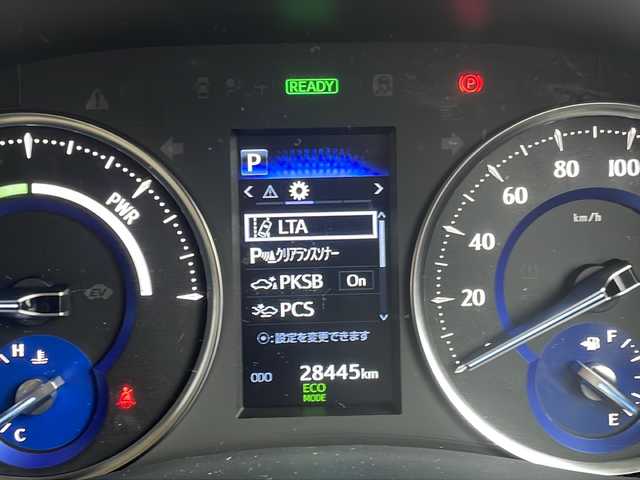 READY
P
P
PWR
EV
H
C
LTA
Pクリアランスソナー
PKSB On
PCS
:設定を変更できます
ODO 28445km
ECO
MODE
20
40
60
80
100
km/h
F
E